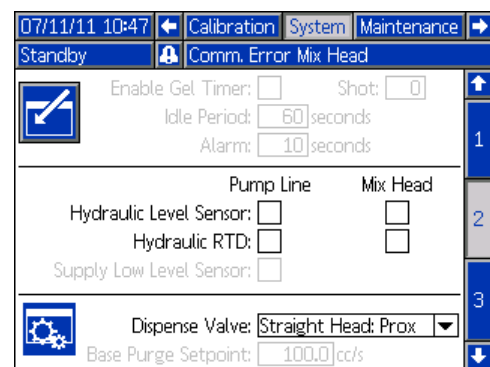 07/11/11 10:47 Calibration System Maintenance
Standby Comm. Error Mix Head
Enable Gel Timer: Shot: 0
Idle Period: 60 seconds
Alarm: 10 seconds
1
Pump Line Mix Head
Hydraulic Level Sensor:
2
Hydraulic RTD:
Supply Low Level Sensor:
3
Dispense Valve: Straight Head: Prox
Base Purge Setpoint: 100.0 cc/s